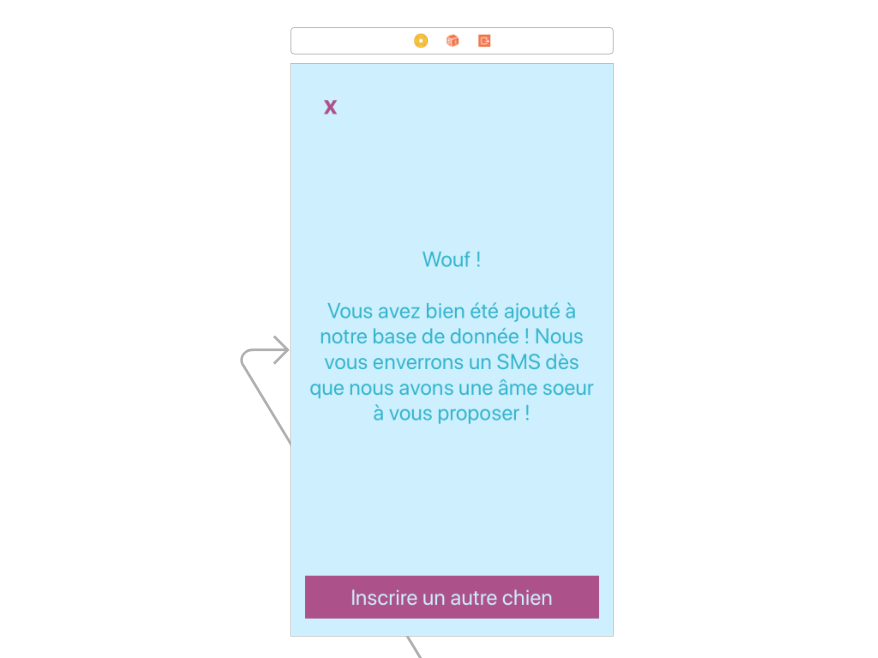 x
Wouf !
Vous avez bien été ajouté à
notre base de donnée ! Nous
vous enverrons un SMS dès
que nous avons une âme soeur
à vous proposer !
Inscrire un autre chien